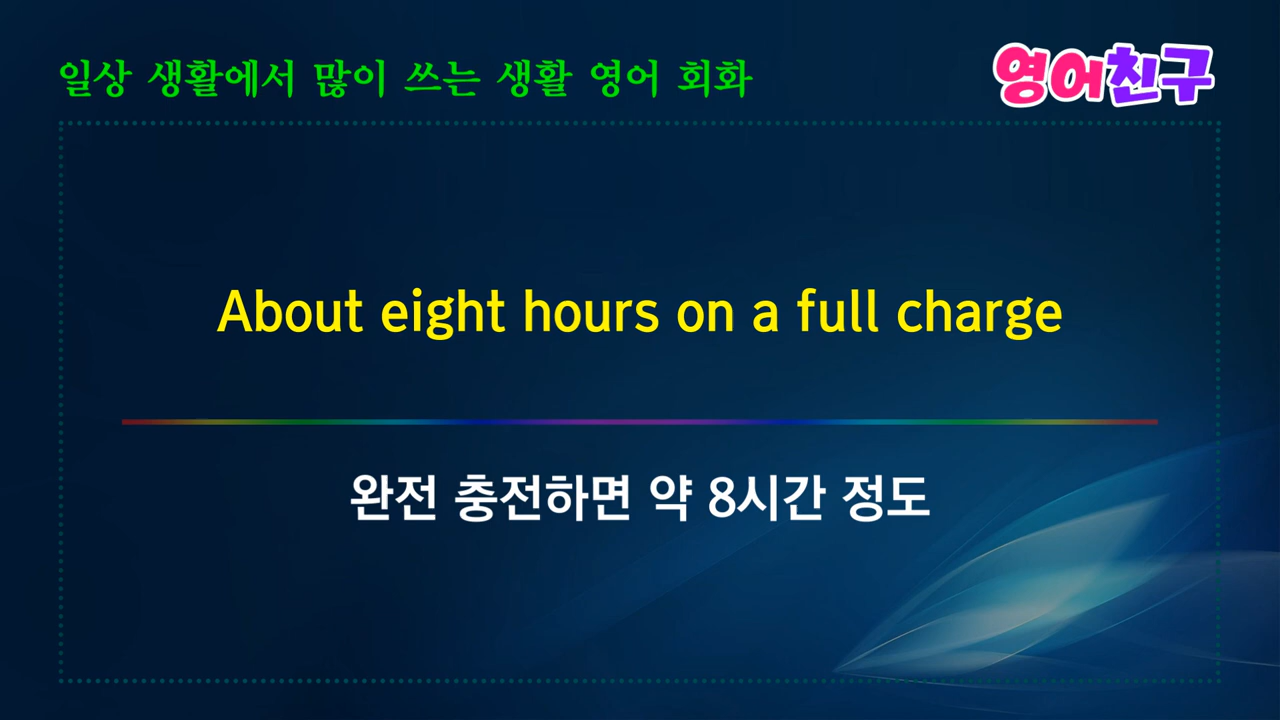 일상 생활에서 많이 쓰는 생활 영어 회화
영어친구
About eight hours on a full charge
완전 충전하면 약 8시간 정도